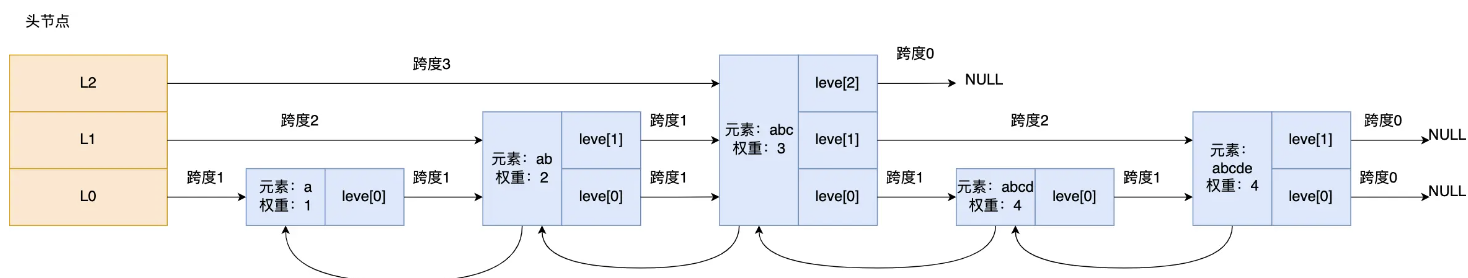 头节点
跨度0
跨度3
L2
leve[2]
NULL
跨度2
跨度1
跨度2
跨度0
L1
leve[1]
元素：abc
权重：3
leve[1]
leve[1]
NULL
元素：ab
权重：2
元素：
abcde
权重：4
跨度1
跨度1
跨度1
跨度1
跨度1
跨度0
L0
元素：a
权重：1
leve[0]
leve[0]
leve[0]
元素：abcd
权重：4
leve[0]
leve[0]
NULL